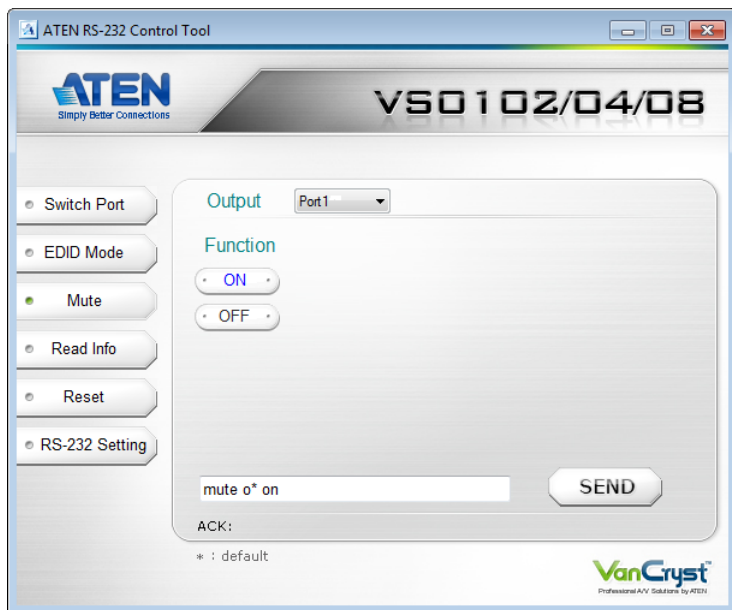 ATEN RS-232 Control Tool
ATEN
Simply Better Connections
VS0102/04/08
Switch Port
EDID Mode
Mute
Read Info
Reset
RS-232 Setting
Output Port1
Function
ON
OFF
mute o* on
SEND
ACK:
* : default
VanCryst™
Professional A/V Solutions by ATEN